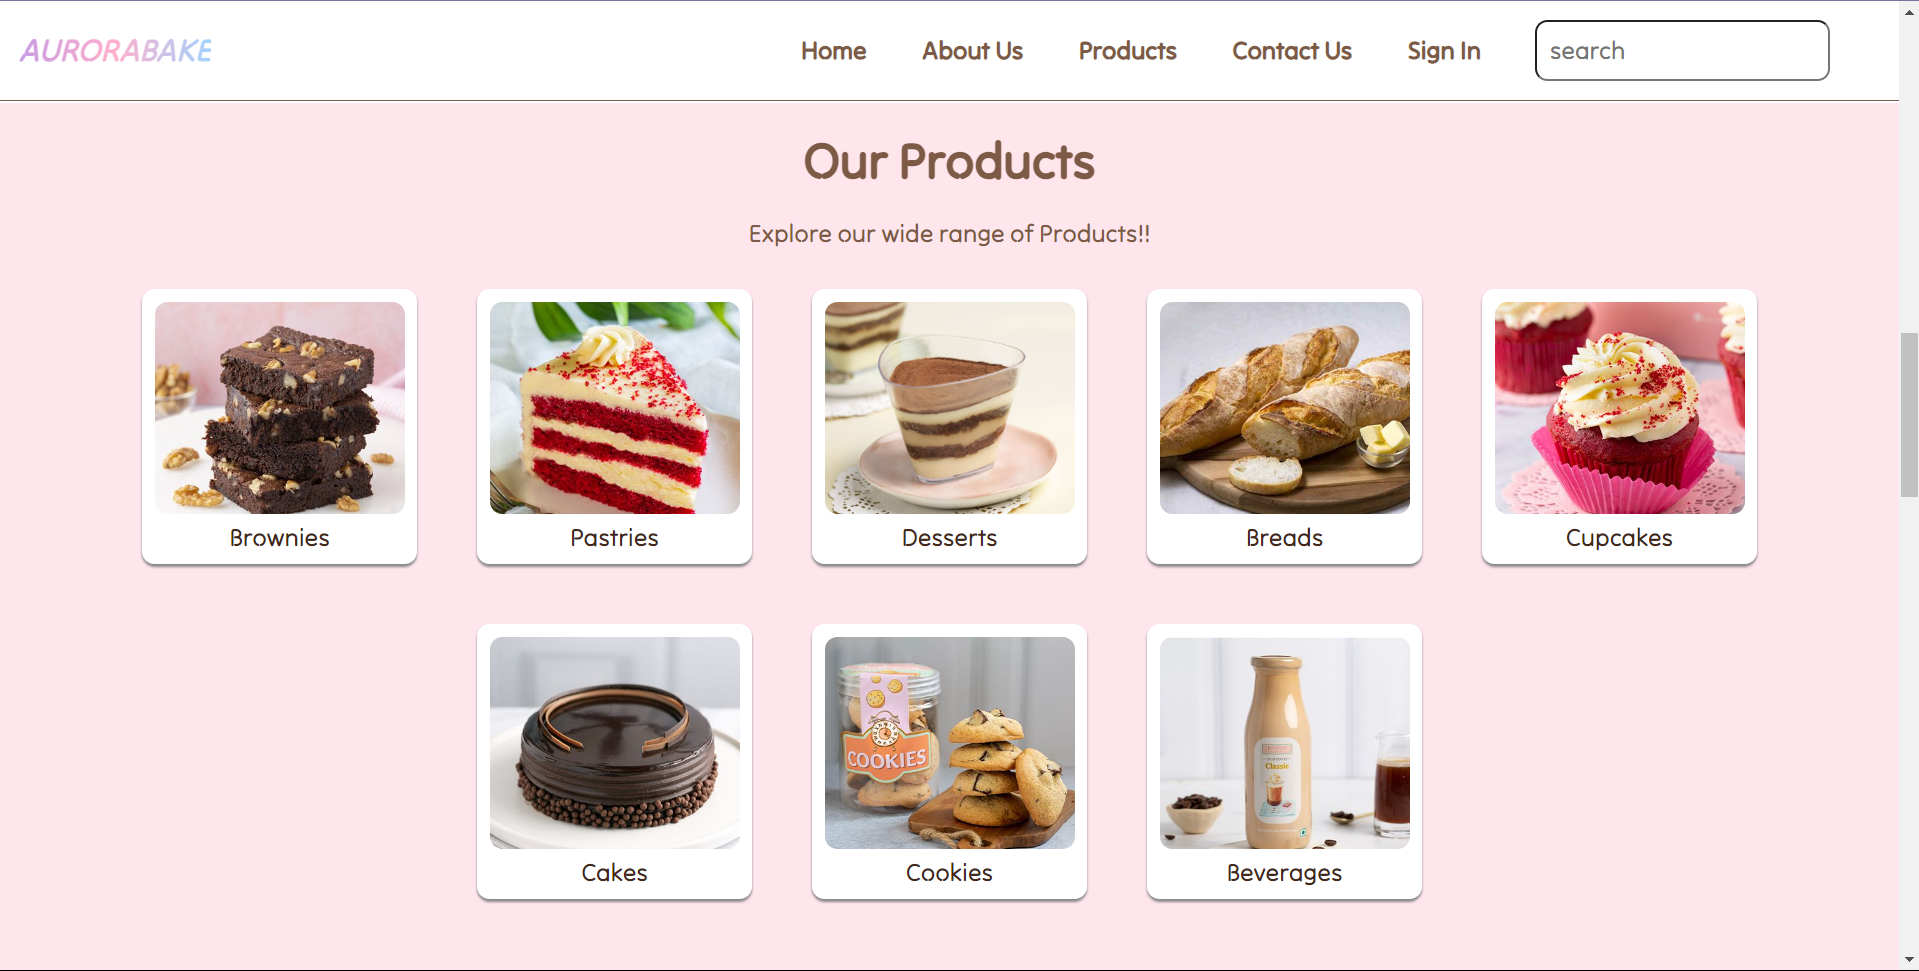 AURORABAKE
Home About Us Products Contact Us Sign In search
Our Products
Explore our wide range of Products!!
Brownies Pastries Desserts Breads Cupcakes
COOKIES
Classic
Cakes Cookies Beverages